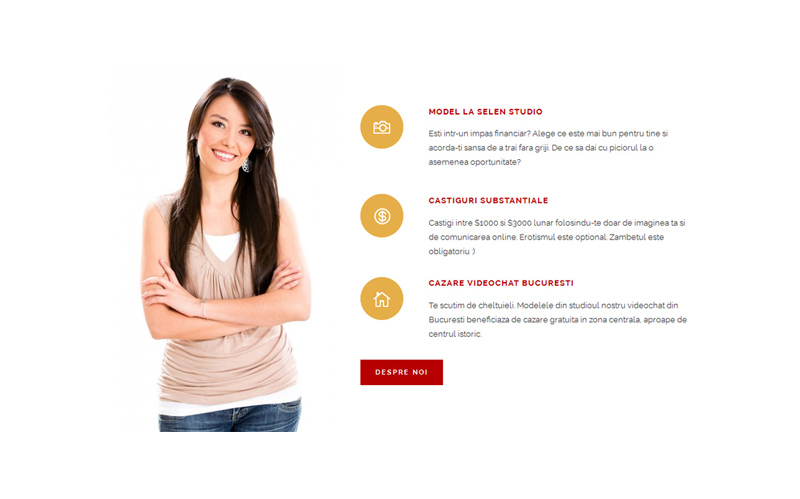 MODEL LA SELEN STUDIO
Esti intr-un impas financiar? Alege ce este mai bun pentru tine si
acorda-ti sansa de a trai fara griji. De ce sa dai cu piciorul la o
asemenea oportunitate?
CASTIGURI SUBSTANTIALE
Castigi intre $1000 si $3000 lunar folosindu-te doar de imaginea ta si
de comunicarea online. Erotismul este optional. Zambetul este
obligatoriu :)
CAZARE VIDEOCHAT BUCURESTI
Te scutim de cheltuieli. Modelele din studioul nostru videochat din
Bucuresti beneficiaza de cazare gratuita in zona centrala, aproape de
centrul istoric.
DESPRE NOI